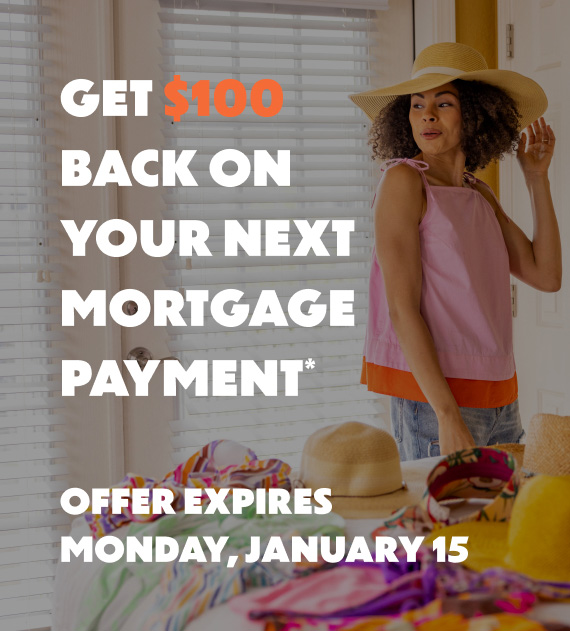 GET $100
BACK ON
YOUR NEXT
MORTGAGE
PAYMENT*
OFFER EXPIRES
MONDAY, JANUARY 15